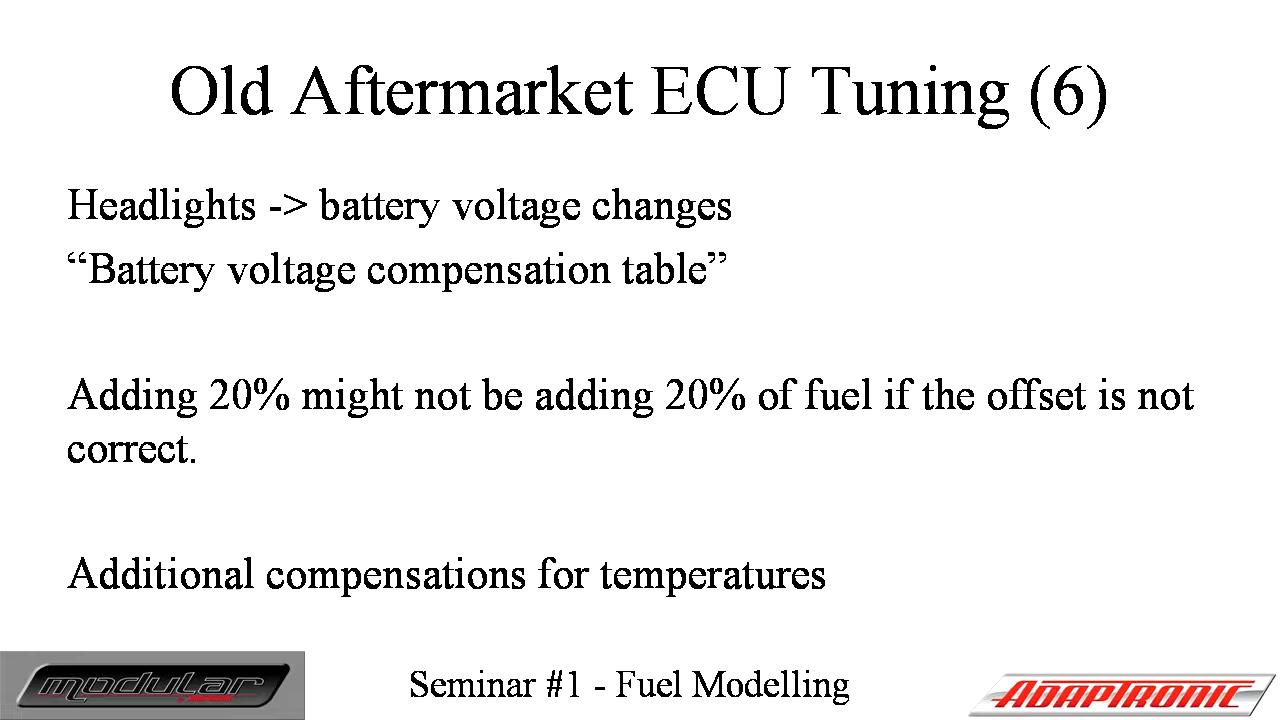 Old Aftermarket ECU Tuning (6)
Headlights -> battery voltage changes
“Battery voltage compensation table”
Adding 20% might not be adding 20% of fuel if the offset is not
correct.
Additional compensations for temperatures
modular
Seminar #1 - Fuel Modelling
ADAPTRONIC